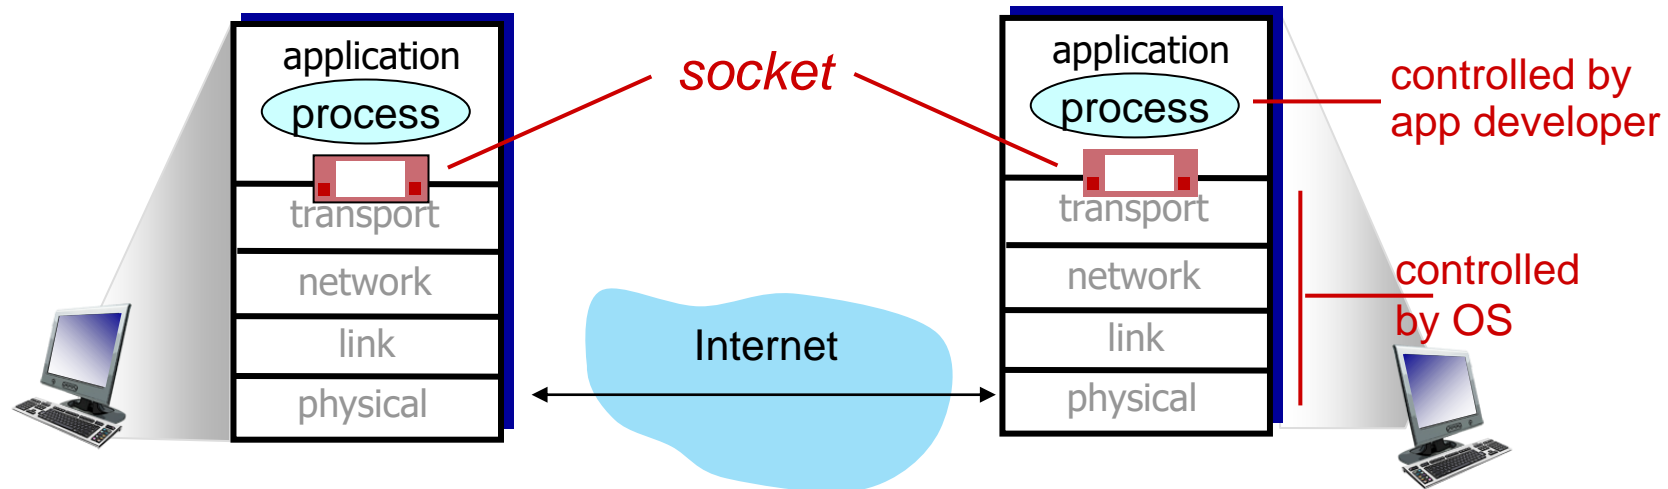 application
process
transport
network
link
physical
socket
Internet
application
process
transport
network
link
physical
controlled by
app developer
controlled
by OS